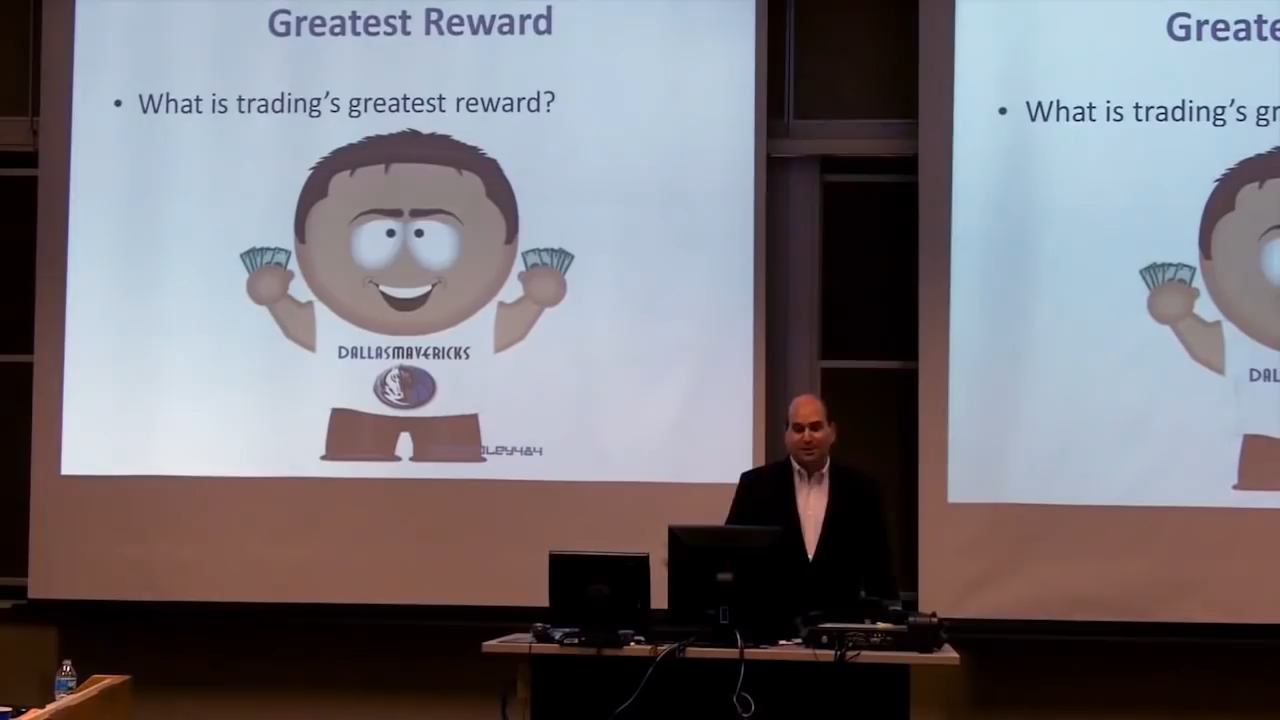 Greatest Reward
• What is trading's greatest reward?
DALLASMAVERICKS
Greate
• What is trading's gr
DAL